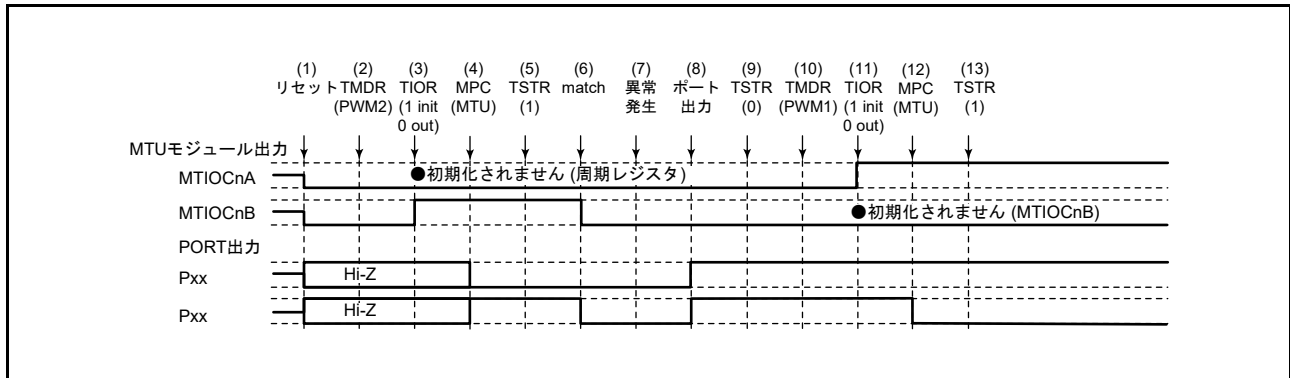 (1) (2) (3) (4) (5) (6) (7) (8) (9) (10) (11) (12) (13)
リセット TMDR TIOR MPC TSTR match 異常 ポート TSTR TMDR TIOR MPC TSTR
(PWM2) (1 init (MTU) (1) 発生 出力 (0) (PWM1) (1 init (MTU) (1)
0 out) 0 out)
MTUモジュール出力
MTIOCnA ●初期化されません (周期レジスタ)
MTIOCnB ●初期化されません (MTIOCnB)
PORT出力
Pxx Hi-Z
Pxx Hi-Z